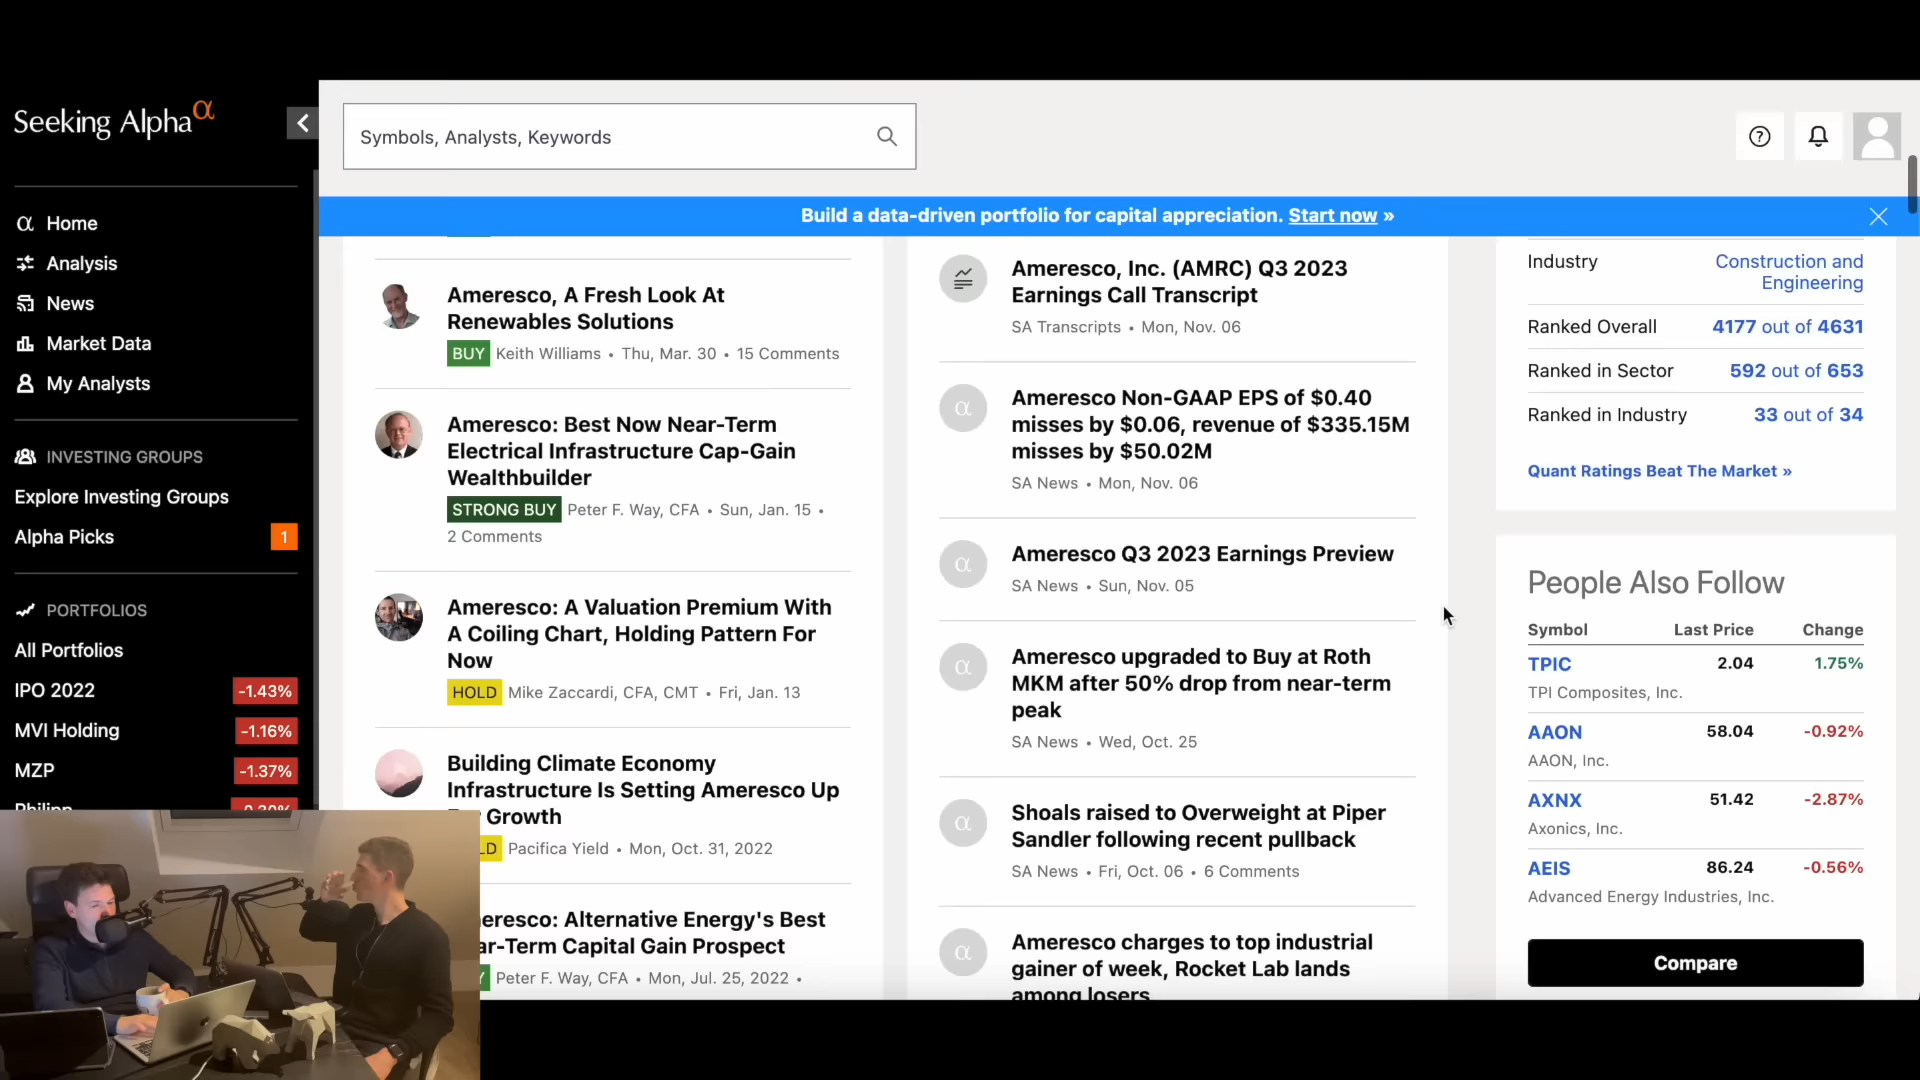 Seeking Alpha α
Symbols, Analysts, Keywords
Build a data-driven portfolio for capital appreciation. Start now »
Home
Analysis
News
Market Data
My Analysts
INVESTING GROUPS
Explore Investing Groups
Alpha Picks 1
PORTFOLIOS
All Portfolios
IPO 2022 -1.43%
MVI Holding -1.16%
MZP -1.37%
Philipp -0.30%
Ameresco, A Fresh Look At
Renewables Solutions
BUY Keith Williams • Thu, Mar. 30 • 15 Comments
Ameresco: Best Now Near-Term
Electrical Infrastructure Cap-Gain
Wealthbuilder
STRONG BUY Peter F. Way, CFA • Sun, Jan. 15 •
2 Comments
Ameresco: A Valuation Premium With
A Coiling Chart, Holding Pattern For
Now
HOLD Mike Zaccardi, CFA, CMT • Fri, Jan. 13
Building Climate Economy
Infrastructure Is Setting Ameresco Up
Growth
LD Pacifica Yield • Mon, Oct. 31, 2022
eresco: Alternative Energy's Best
ar-Term Capital Gain Prospect
Y Peter F. Way, CFA • Mon, Jul. 25, 2022 •
Ameresco, Inc. (AMRC) Q3 2023
Earnings Call Transcript
SA Transcripts • Mon, Nov. 06
Ameresco Non-GAAP EPS of $0.40
misses by $0.06, revenue of $335.15M
misses by $50.02M
SA News • Mon, Nov. 06
Ameresco Q3 2023 Earnings Preview
SA News • Sun, Nov. 05
Ameresco upgraded to Buy at Roth
MKM after 50% drop from near-term
peak
SA News • Wed, Oct. 25
Shoals raised to Overweight at Piper
Sandler following recent pullback
SA News • Fri, Oct. 06 • 6 Comments
Ameresco charges to top industrial
gainer of week, Rocket Lab lands
among losers
Industry Construction and
Engineering
Ranked Overall 4177 out of 4631
Ranked in Sector 592 out of 653
Ranked in Industry 33 out of 34
Quant Ratings Beat The Market »
People Also Follow
Symbol Last Price Change
TPIC 2.04 1.75%
TPI Composites, Inc.
AAON 58.04 -0.92%
AAON, Inc.
AXNX 51.42 -2.87%
Axonics, Inc.
AEIS 86.24 -0.56%
Advanced Energy Industries, Inc.
Compare